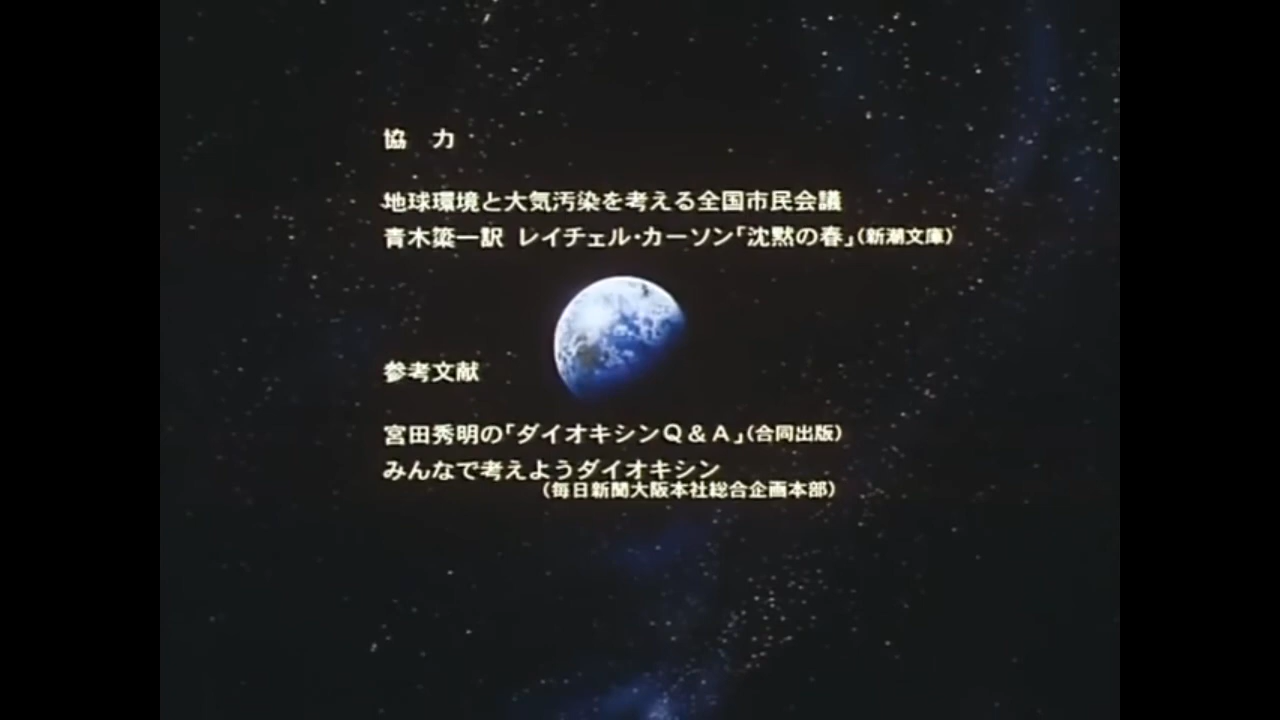 協　力
地球環境と大気汚染を考える全国市民会議
青木簗一訳 レイチェル・カーソン「沈黙の春」(新潮文庫)
参考文献
宮田秀明の「ダイオキシンQ&A」(合同出版)
みんなで考えようダイオキシン
(毎日新聞大阪本社総合企画本部)